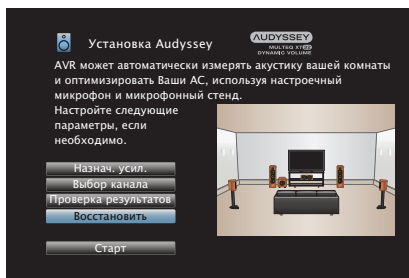 Установка Audyssey
AUDYSSEY
MULTEQ XT32
DYNAMIC VOLUME
AVR может автоматически измерять акустику вашей комнаты
и оптимизировать Ваши АС, используя настроечный
микрофон и микрофонный стенд.
Настройте следующие
параметры, если
необходимо.
Назнач. усил.
Выбор канала
Проверка результатов
Восстановить
Старт